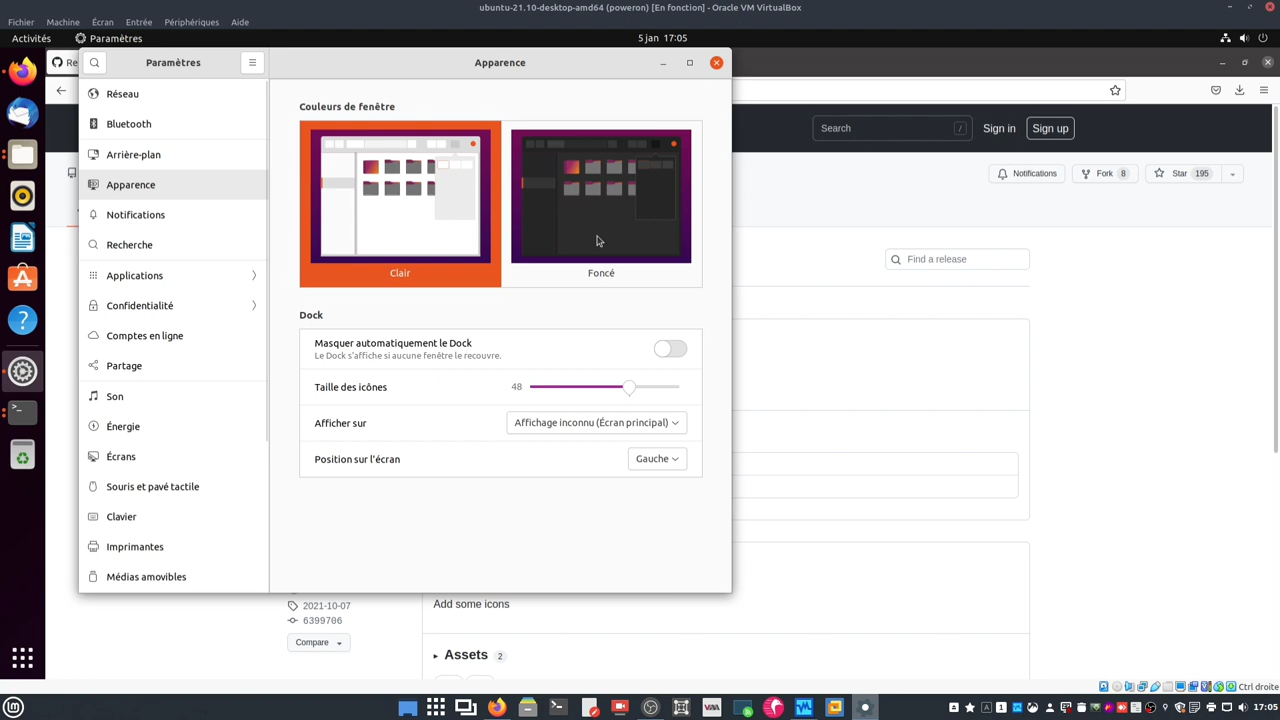 ubuntu-21.10-desktop-amd64 (poweron) [En fonction] - Oracle VM VirtualBox
Fichier Machine Écran Entrée Périphériques Aide
Activités Paramètres 5 jan 17:05
Re
Paramètres
Apparence
Réseau
Bluetooth
Arrière-plan
Apparence
Notifications
Recherche
Applications
Confidentialité
Comptes en ligne
Partage
Son
Énergie
Écrans
Souris et pavé tactile
Clavier
Imprimantes
Médias amovibles
Couleurs de fenêtre
Clair
Foncé
Dock
Masquer automatiquement le Dock
Le Dock s'affiche si aucune fenêtre le recouvre.
Taille des icônes 48
Afficher sur Affichage inconnu (Écran principal)
Position sur l'écran Gauche
Search /
Sign in Sign up
Notifications Fork 8 Star 195
Find a release
2021-10-07
6399706
Compare
Add some icons
Assets 2
Ctrl droite
17:05